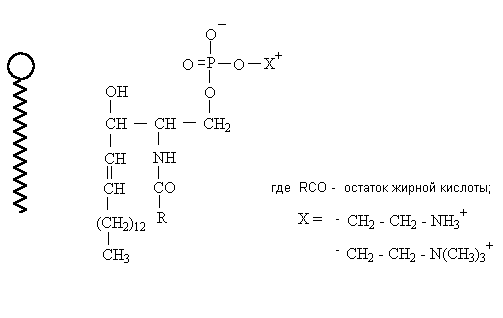 O⁻
O=P–O–X⁺
OH O
CH – CH – CH₂
CH NH
CH CO
(CH₂)₁₂ R
CH₃
где RCO - остаток жирной кислоты;
X = - CH₂ - CH₂ - NH₃⁺
- CH₂ - CH₂ - N(CH₃)₃⁺